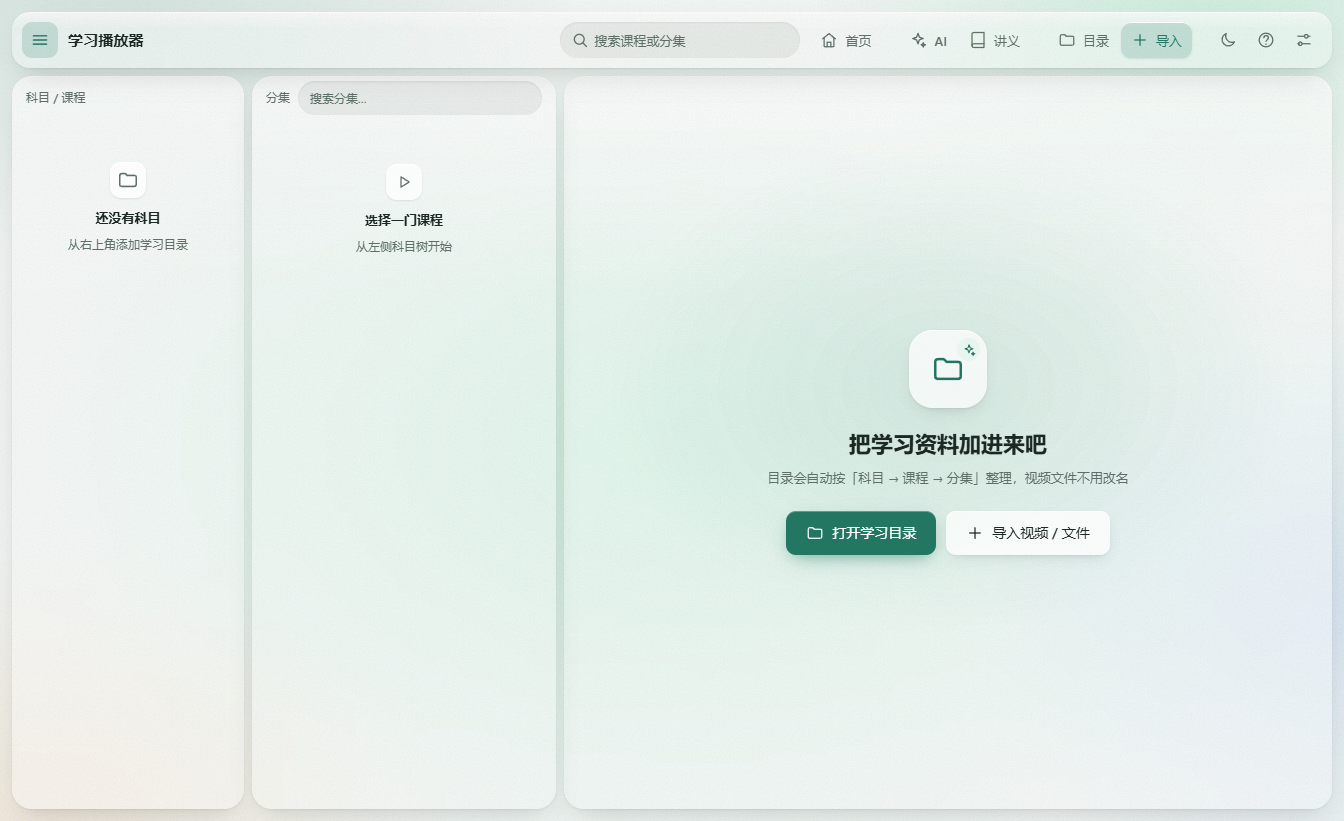 学习播放器
搜索课程或分集
首页
AI
讲义
目录
导入
科目 / 课程
还没有科目
从右上角添加学习目录
分集
搜索分集...
选择一门课程
从左侧科目树开始
把学习资料加进来吧
目录会自动按「科目 → 课程 → 分集」整理，视频文件不用改名
打开学习目录
导入视频 / 文件